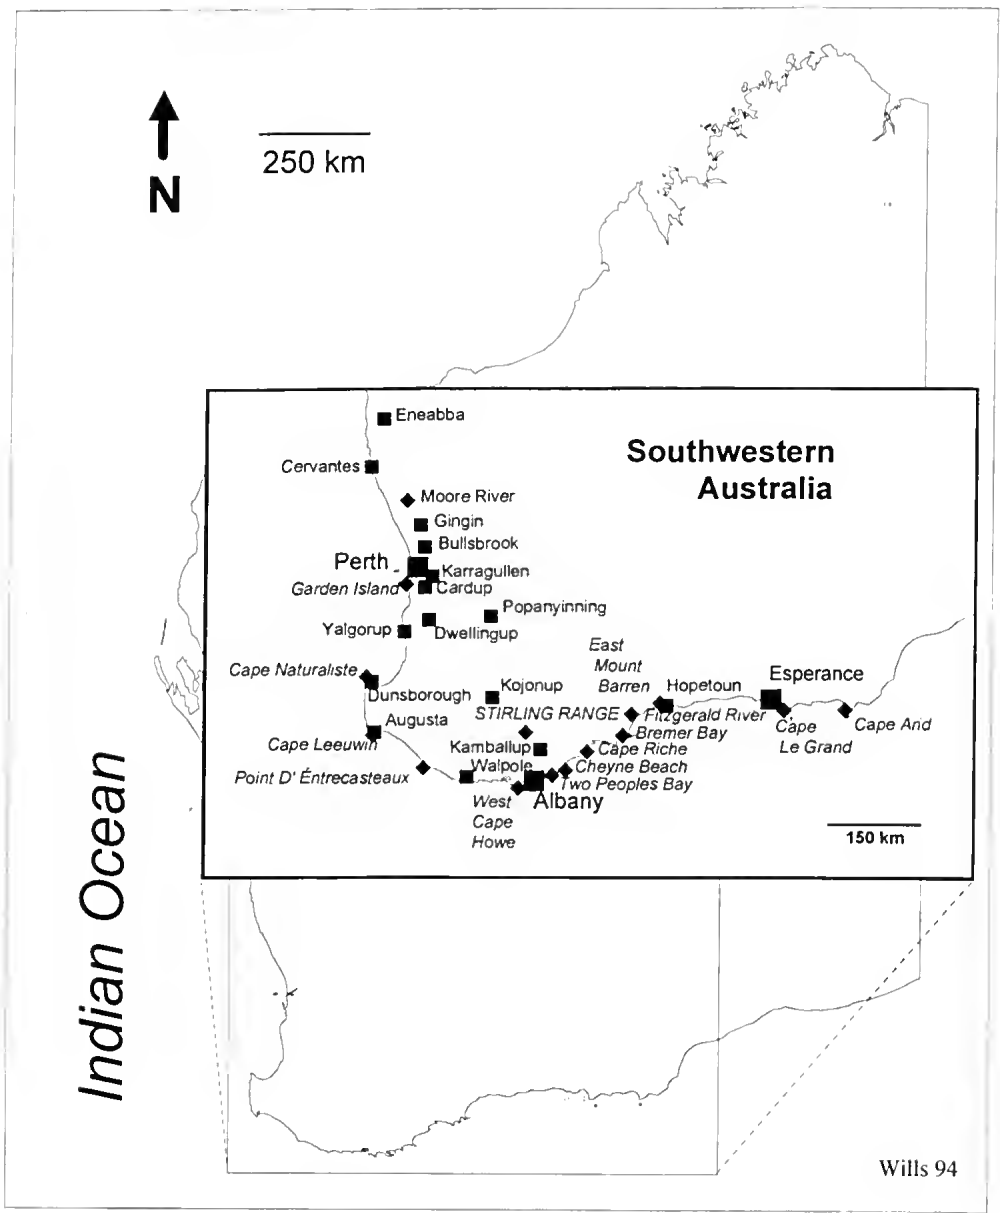 250 km
N
Eneabba
Southwestern
Australia
Cervantes
Moore River
Gingin
Bullsbrook
Perth
Karragullen
Garden Island
Cardup
Popanyinning
Yalgorup
Dwellingup
East
Mount
Barren
Cape Naturaliste
Esperance
Dunsborough
Kojonup
Hopetoun
STIRLING RANGE
Fitzgerald River
Augusta
Cape
Le Grand
Cape Arid
Bremer Bay
Cape Leeuwin
Kamballup
Cape Riche
Walpole
Cheyne Beach
Point D' Éntrecasteaux
Two Peoples Bay
West
Cape
Howe
Albany
150 km
Indian Ocean
Wills 94